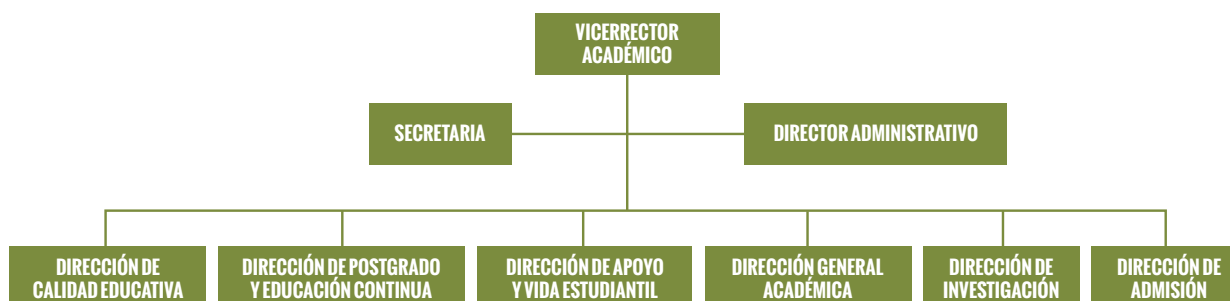 VICERRECTOR
ACADÉMICO
SECRETARIA
DIRECTOR ADMINISTRATIVO
DIRECCIÓN DE
CALIDAD EDUCATIVA
DIRECCIÓN DE POSTGRADO
Y EDUCACIÓN CONTINUA
DIRECCIÓN DE APOYO
Y VIDA ESTUDIANTIL
DIRECCIÓN GENERAL
ACADÉMICA
DIRECCIÓN DE
INVESTIGACIÓN
DIRECCIÓN DE
ADMISIÓN